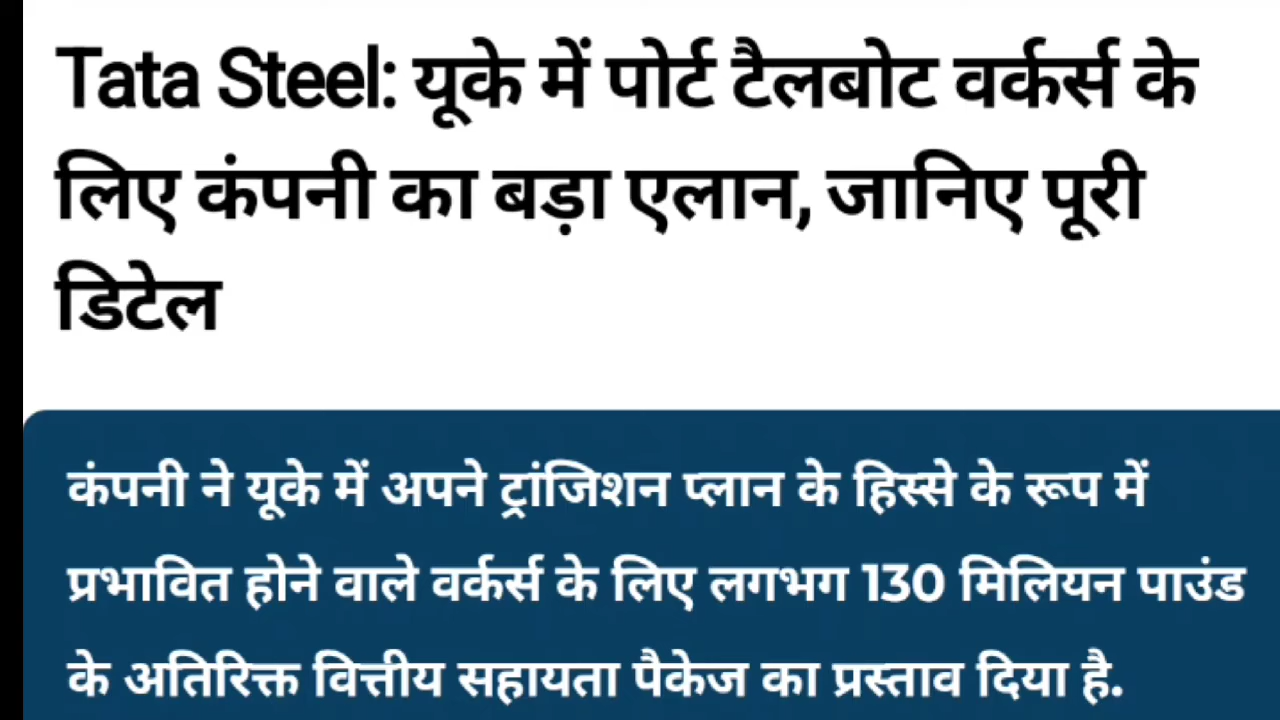 Tata Steel: यूके में पोर्ट टैलबोट वर्कर्स के
लिए कंपनी का बड़ा एलान, जानिए पूरी
डिटेल
कंपनी ने यूके में अपने ट्रांजिशन प्लान के हिस्से के रूप में
प्रभावित होने वाले वर्कर्स के लिए लगभग 130 मिलियन पाउंड
के अतिरिक्त वित्तीय सहायता पैकेज का प्रस्ताव दिया है.